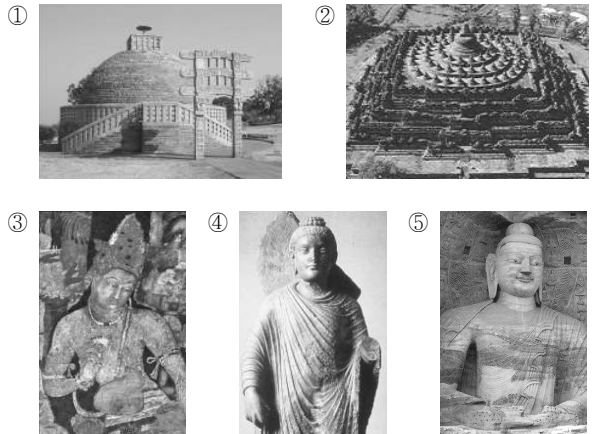 ① ②
③ ④ ⑤